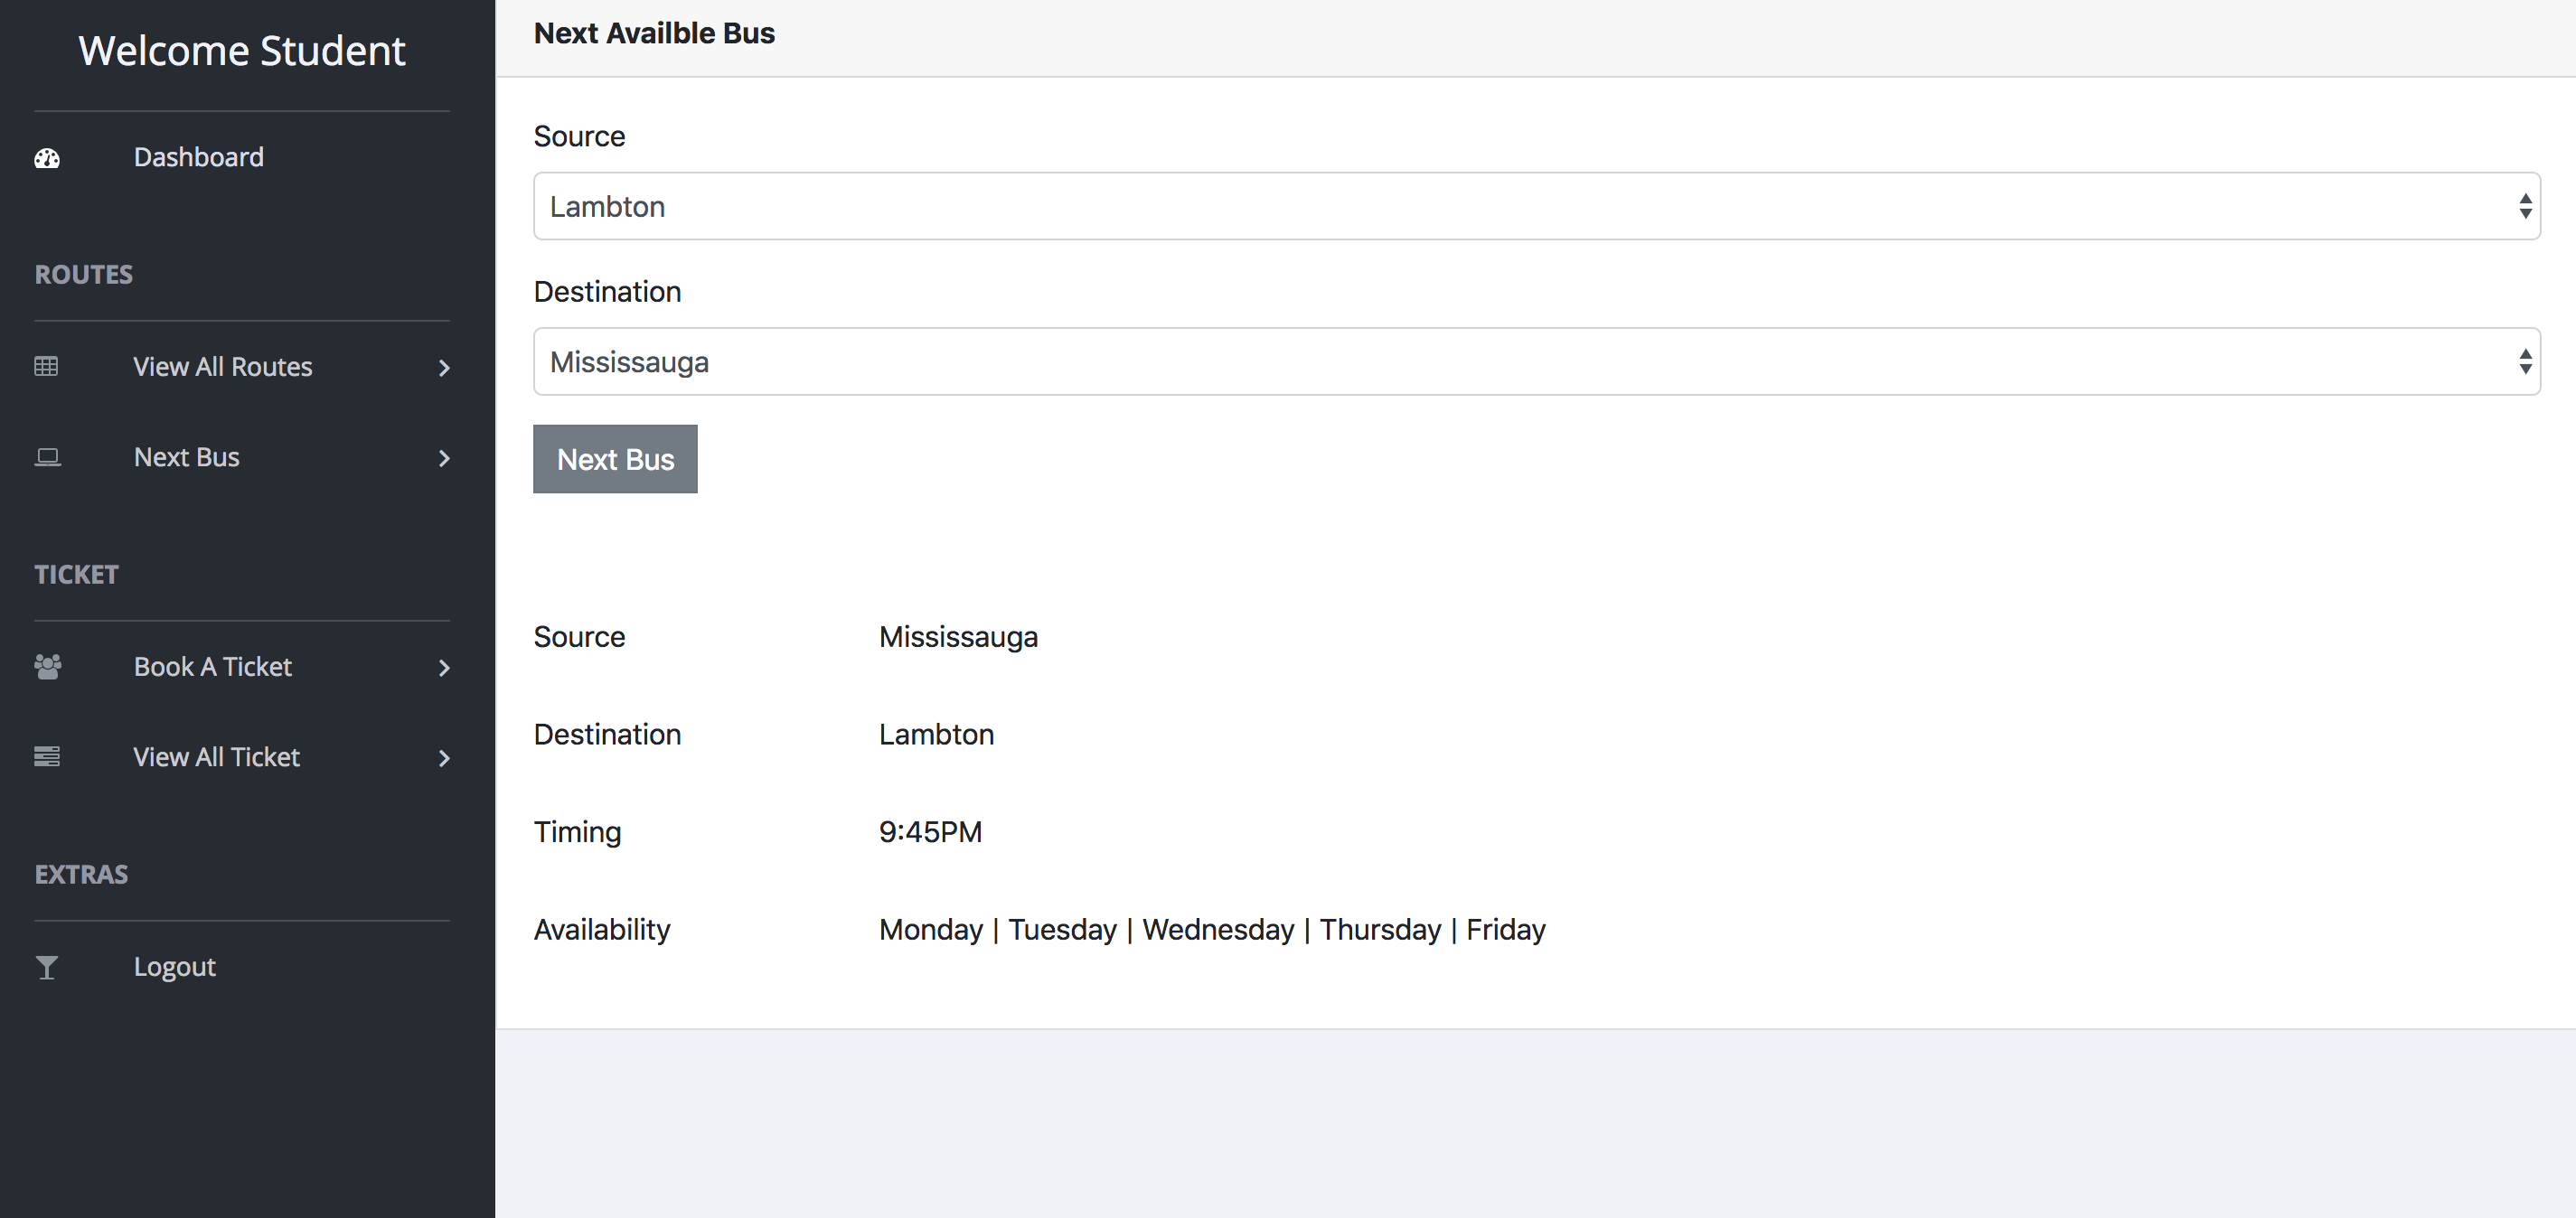 Welcome Student
Dashboard
ROUTES
View All Routes
Next Bus
TICKET
Book A Ticket
View All Ticket
EXTRAS
Logout
Next Availble Bus
Source
Lambton
Destination
Mississauga
Next Bus
Source Mississauga
Destination Lambton
Timing 9:45PM
Availability Monday | Tuesday | Wednesday | Thursday | Friday